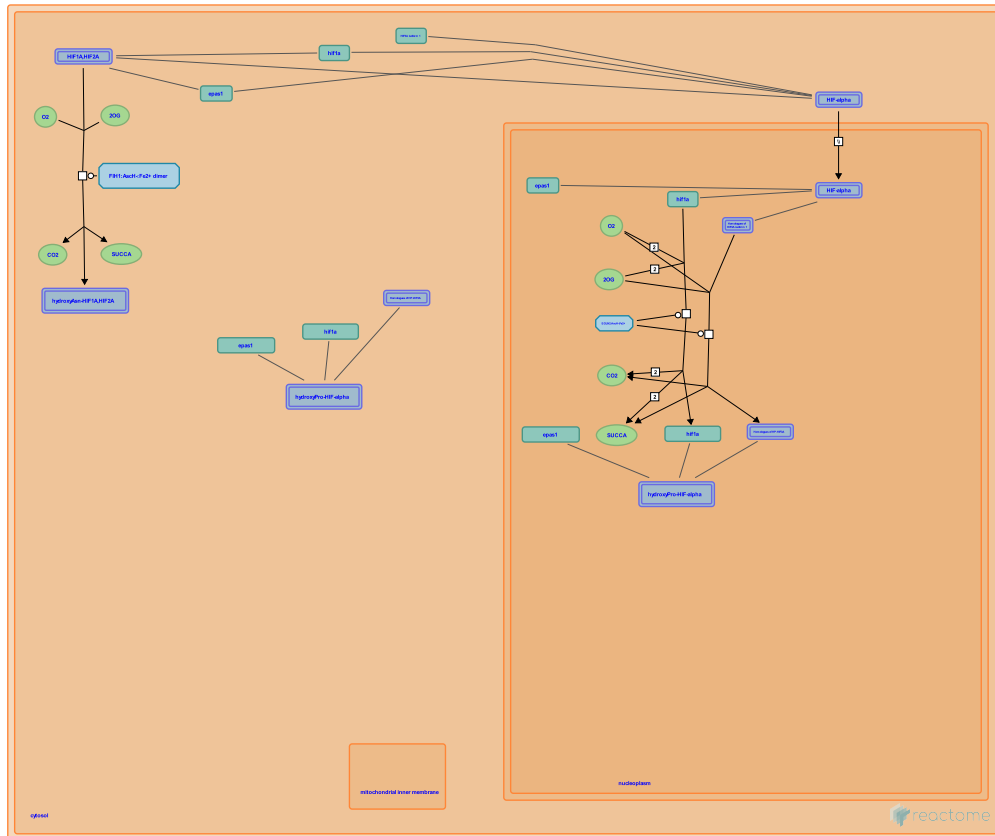 HIF1A,HIF2A
hif1a
epas1
HIF-alpha
O2
2OG
FIH1:AscH-:Fe2+ dimer
CO2
SUCCA
hydroxyAsn-HIF1A,HIF2A
HIF-alpha
epas1
hif1a
O2
2
2OG
2
CO2
2
2
SUCCA
epas1
hif1a
hydroxyPro-HIF-alpha
hif1a
epas1
hydroxyPro-HIF-alpha
mitochondrial inner membrane
nucleoplasm
cytosol
reactome